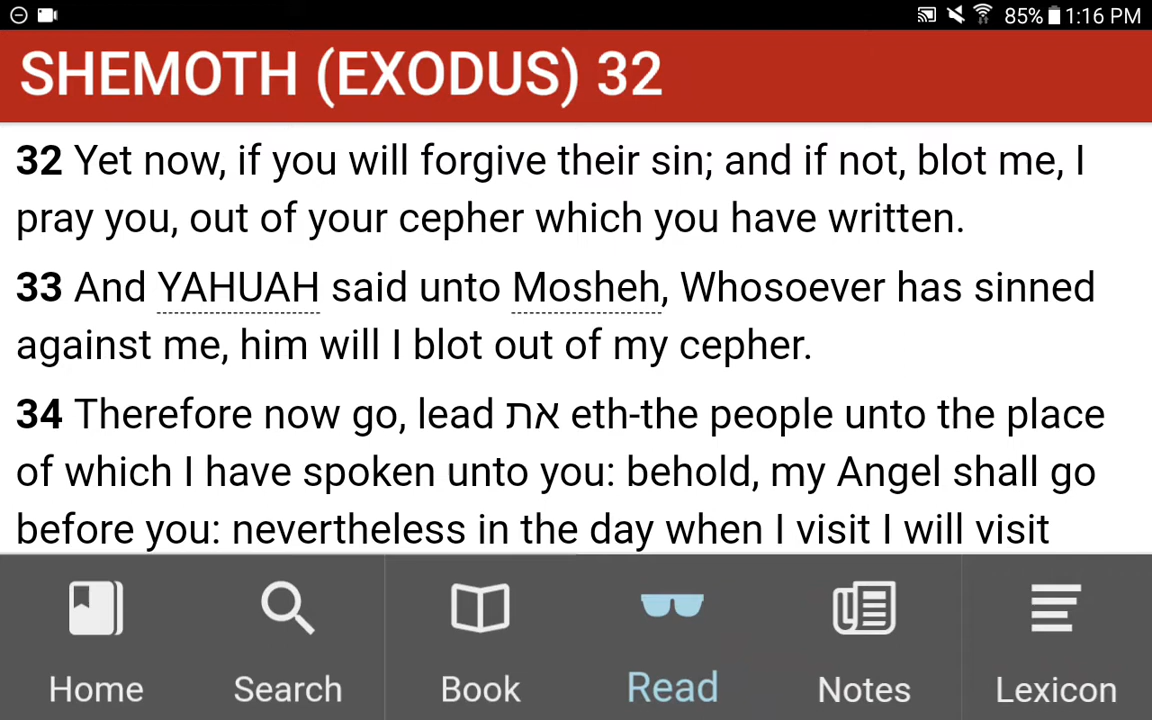 85% 1:16 PM
SHEMOTH (EXODUS) 32
32 Yet now, if you will forgive their sin; and if not, blot me, I
pray you, out of your cepher which you have written.
33 And YAHUAH said unto Mosheh, Whosoever has sinned
against me, him will I blot out of my cepher.
34 Therefore now go, lead את eth-the people unto the place
of which I have spoken unto you: behold, my Angel shall go
before you: nevertheless in the day when I visit I will visit
Home Search Book Read Notes Lexicon